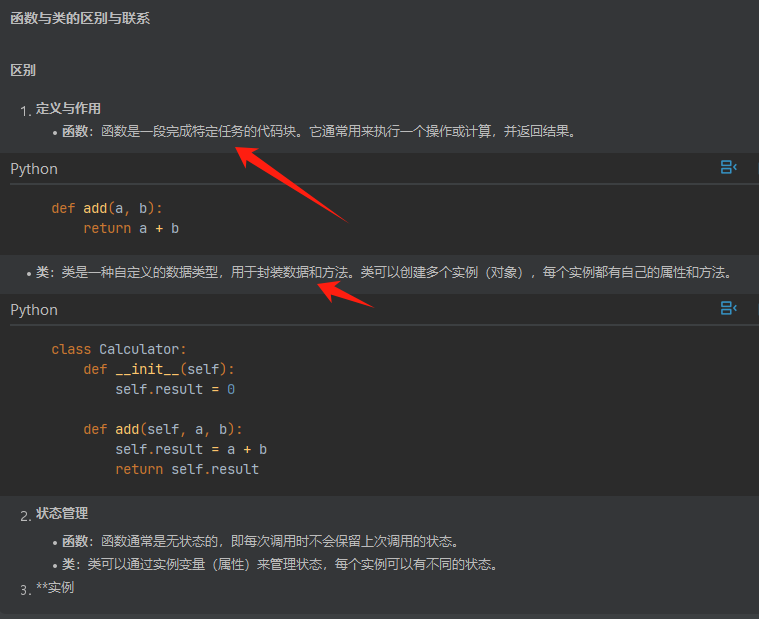 函数与类的区别与联系
区别
1. 定义与作用
• 函数：函数是一段完成特定任务的代码块。它通常用来执行一个操作或计算，并返回结果。
Python
def add(a, b):
    return a + b
• 类：类是一种自定义的数据类型，用于封装数据和方法。类可以创建多个实例（对象），每个实例都有自己的属性和方法。
Python
class Calculator:
    def __init__(self):
        self.result = 0
    def add(self, a, b):
        self.result = a + b
        return self.result
2. 状态管理
• 函数：函数通常是无状态的，即每次调用时不会保留上次调用的状态。
• 类：类可以通过实例变量（属性）来管理状态，每个实例可以有不同的状态。
3. **实例